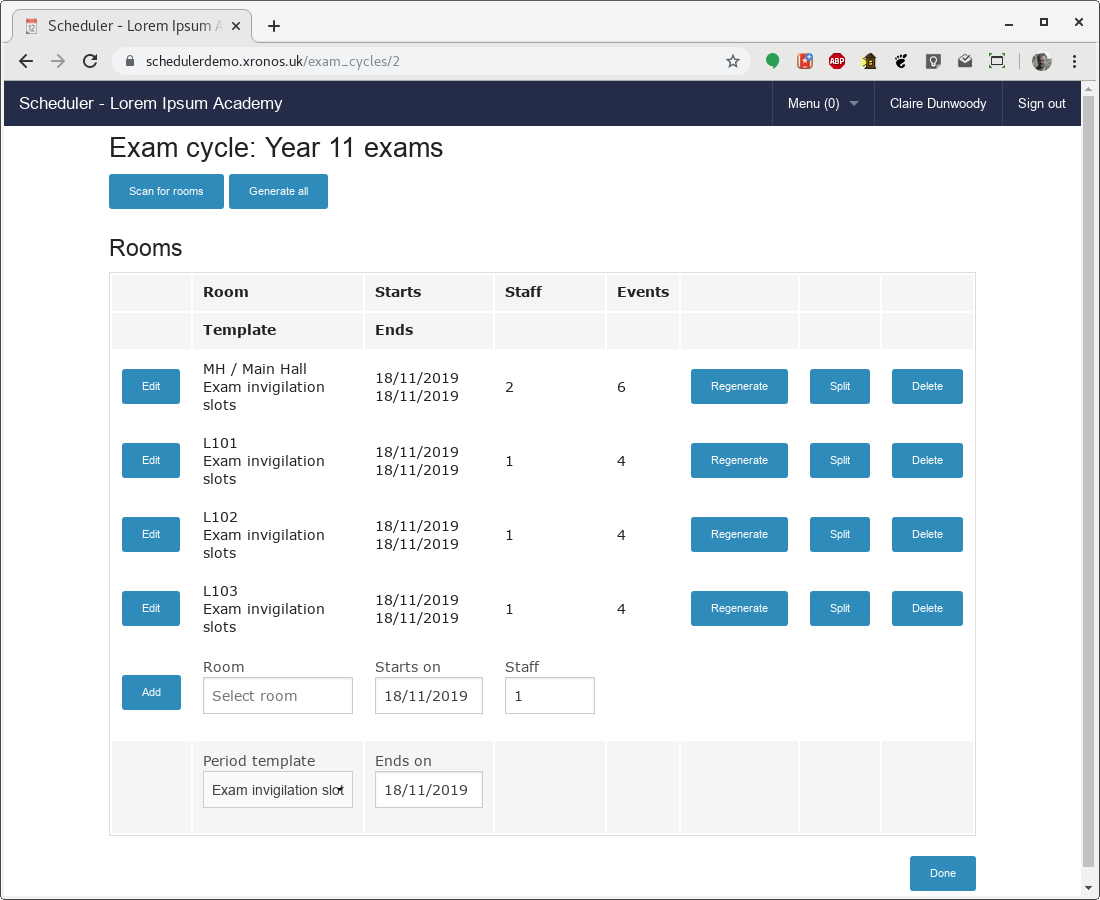 Scheduler - Lorem Ipsum A
schedulerdemo.xronos.uk/exam_cycles/2
ABP
Scheduler - Lorem Ipsum Academy
Menu (0)
Claire Dunwoody
Sign out
Exam cycle: Year 11 exams
Scan for rooms
Generate all
Rooms
Room Starts Staff Events
Template Ends
Edit
MH / Main Hall
Exam invigilation
slots
18/11/2019
18/11/2019
2
6
Regenerate
Split
Delete
Edit
L101
Exam invigilation
slots
18/11/2019
18/11/2019
1
4
Regenerate
Split
Delete
Edit
L102
Exam invigilation
slots
18/11/2019
18/11/2019
1
4
Regenerate
Split
Delete
Edit
L103
Exam invigilation
slots
18/11/2019
18/11/2019
1
4
Regenerate
Split
Delete
Add
Room
Select room
Starts on
18/11/2019
Staff
1
Period template
Exam invigilation slot
Ends on
18/11/2019
Done